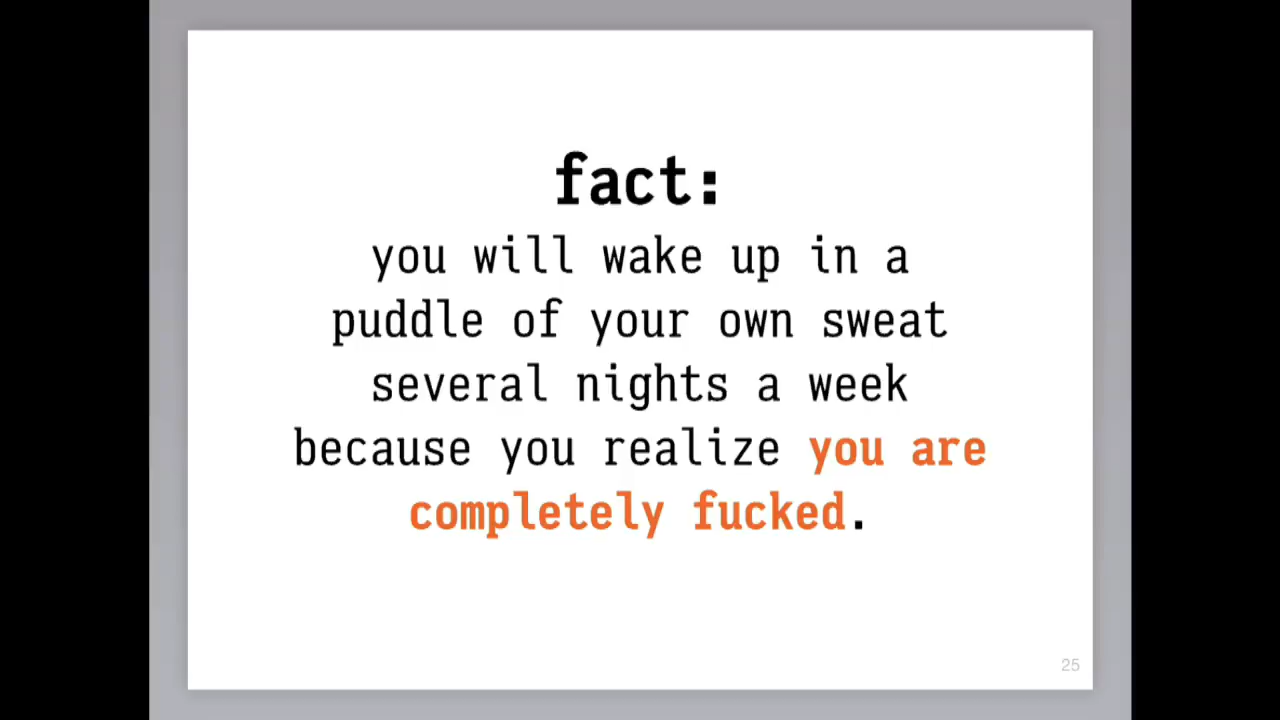 fact:
you will wake up in a
puddle of your own sweat
several nights a week
because you realize you are
completely fucked.
25